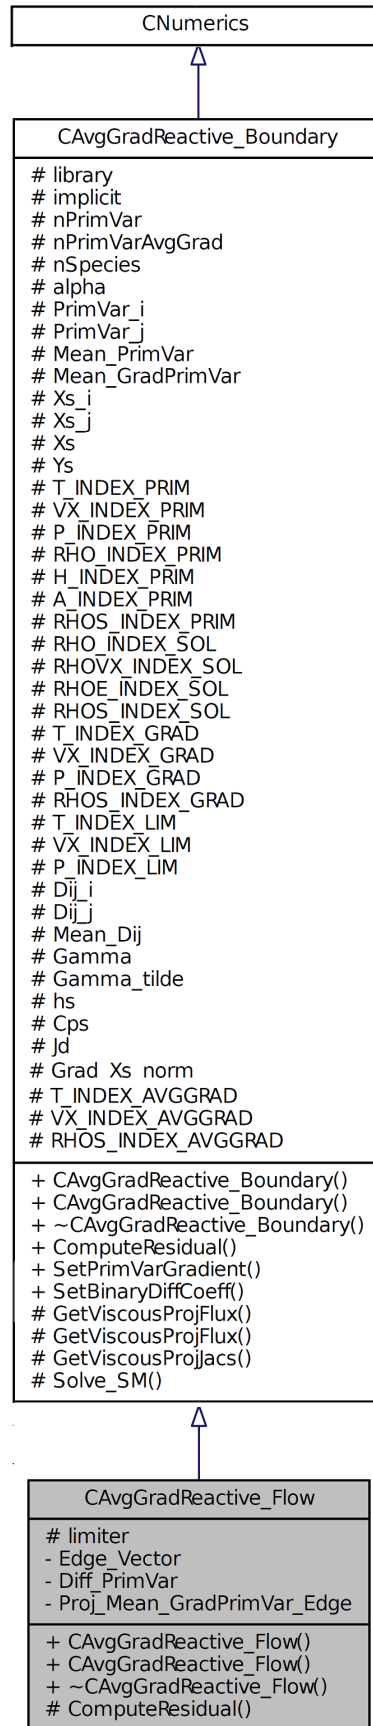 CNumerics
CAvgGradReactive_Boundary
# library
# implicit
# nPrimVar
# nPrimVarAvgGrad
# nSpecies
# alpha
# PrimVar_i
# PrimVar_j
# Mean_PrimVar
# Mean_GradPrimVar
# Xs_i
# Xs_j
# Xs
# Ys
# T_INDEX_PRIM
# VX_INDEX_PRIM
# P_INDEX_PRIM
# RHO_INDEX_PRIM
# H_INDEX_PRIM
# A_INDEX_PRIM
# RHOS_INDEX_PRIM
# RHO_INDEX_SOL
# RHOVX_INDEX_SOL
# RHOE_INDEX_SOL
# RHOS_INDEX_SOL
# T_INDEX_GRAD
# VX_INDEX_GRAD
# P_INDEX_GRAD
# RHOS_INDEX_GRAD
# T_INDEX_LIM
# VX_INDEX_LIM
# P_INDEX_LIM
# Dij_i
# Dij_j
# Mean_Dij
# Gamma
# Gamma_tilde
# hs
# Cps
# Jd
# Grad_Xs_norm
# T_INDEX_AVGGRAD
# VX_INDEX_AVGGRAD
# RHOS_INDEX_AVGGRAD
+ CAvgGradReactive_Boundary()
+ CAvgGradReactive_Boundary()
+ ~CAvgGradReactive_Boundary()
+ ComputeResidual()
+ SetPrimVarGradient()
+ SetBinaryDiffCoeff()
# GetViscousProjFlux()
# GetViscousProjFlux()
# GetViscousProjJacs()
# Solve_SM()
CAvgGradReactive_Flow
# limiter
- Edge_Vector
- Diff_PrimVar
- Proj_Mean_GradPrimVar_Edge
+ CAvgGradReactive_Flow()
+ CAvgGradReactive_Flow()
+ ~CAvgGradReactive_Flow()
# ComputeResidual()